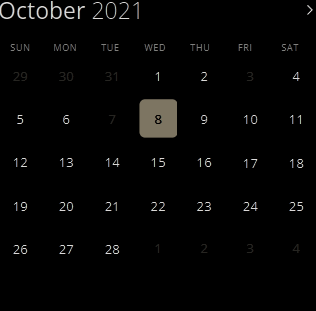 October 2021
SUN MON TUE WED THU FRI SAT
29 30 31 1 2 3 4
5 6 7 8 9 10 11
12 13 14 15 16 17 18
19 20 21 22 23 24 25
26 27 28 1 2 3 4